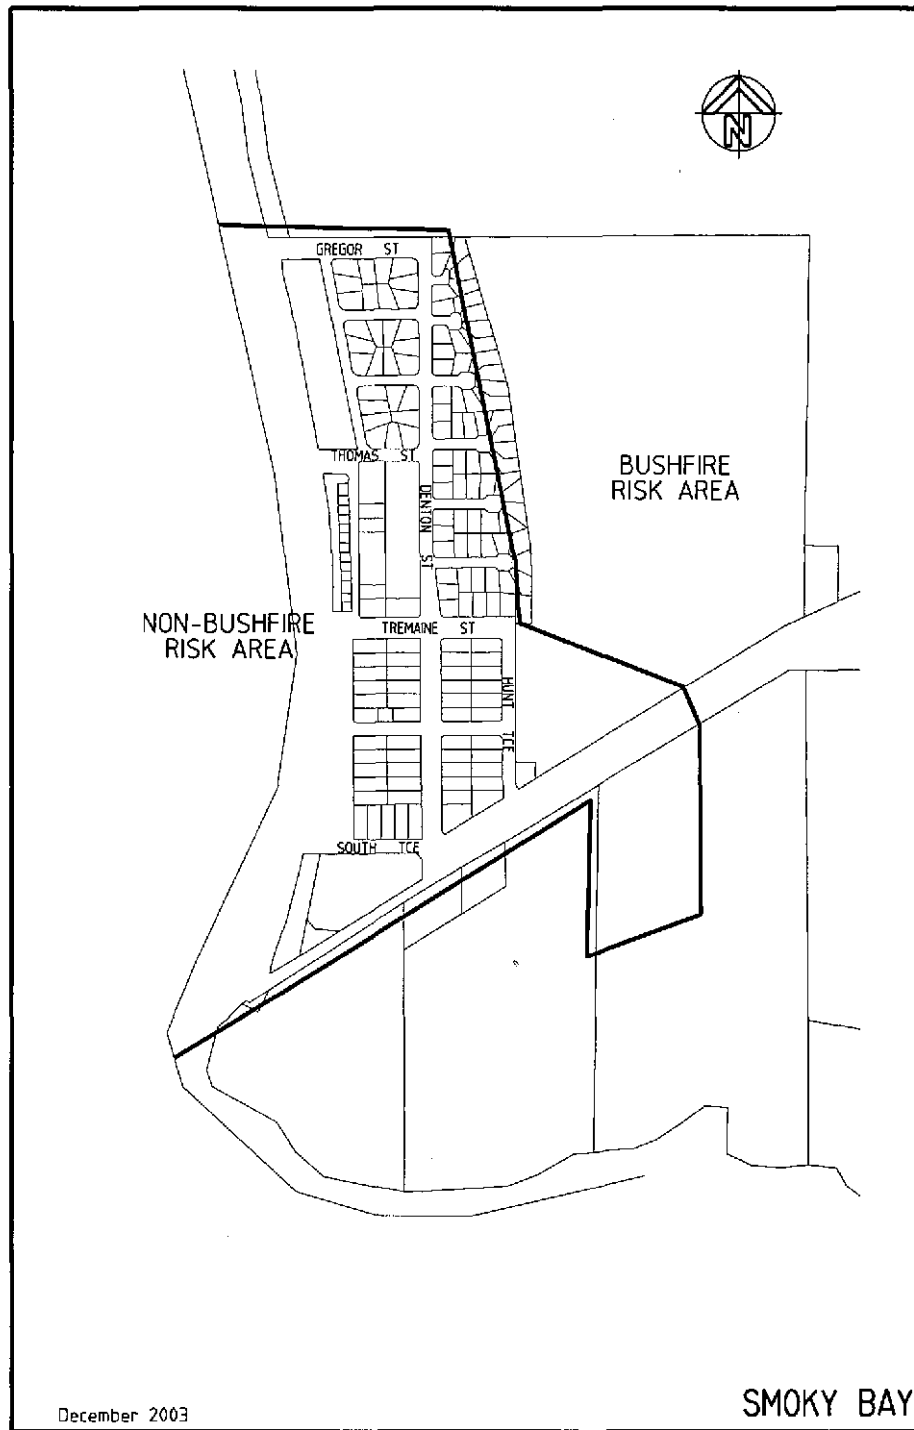 N
GREGOR ST
THOMAS ST
DENTON ST
BUSHFIRE
RISK AREA
NON-BUSHFIRE
RISK AREA
TREMAINE ST
HUNT TCE
SOUTH TCE
December 2003
SMOKY BAY